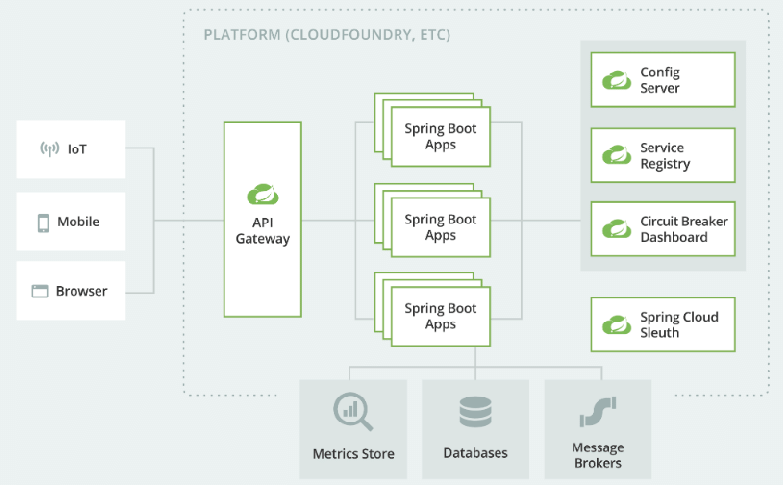 PLATFORM (CLOUDFOUNDRY, ETC)
IoT
Mobile
Browser
API
Gateway
Spring Boot
Apps
Spring Boot
Apps
Spring Boot
Apps
Config
Server
Service
Registry
Circuit Breaker
Dashboard
Spring Cloud
Sleuth
Metrics Store
Databases
Message
Brokers